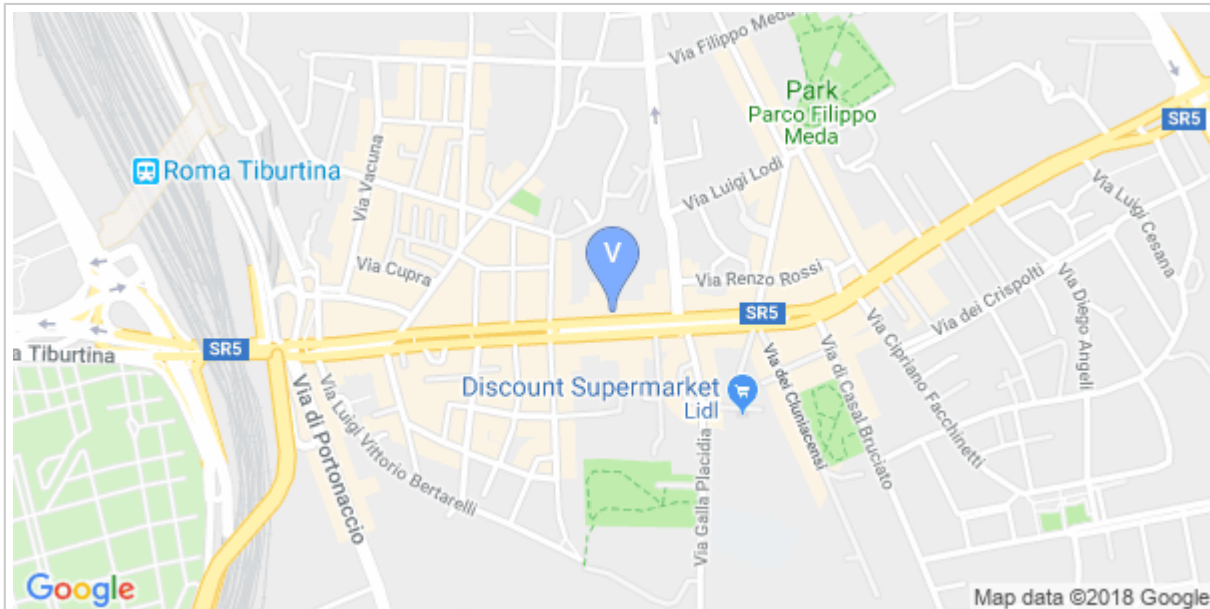 Via Filippo Meda
Park
Parco Filippo
Meda
SR5
Roma Tiburtina
Via Vacuna
Via Luigi Lodi
Via Luigi Cesana
V
Via Cupra
Via Renzo Rossi
Via dei Crispolti
Via Diego Angeli
SR5
a Tiburtina
SR5
Via di Portonaccio
Via Luigi Vittorio Bertarelli
Discount Supermarket
Lidl
Via Galla Placidia
Via dei Cluniacensi
Via di Casal Bruciato
Via Cipriano Facchinetti
Google
Map data ©2018 Google